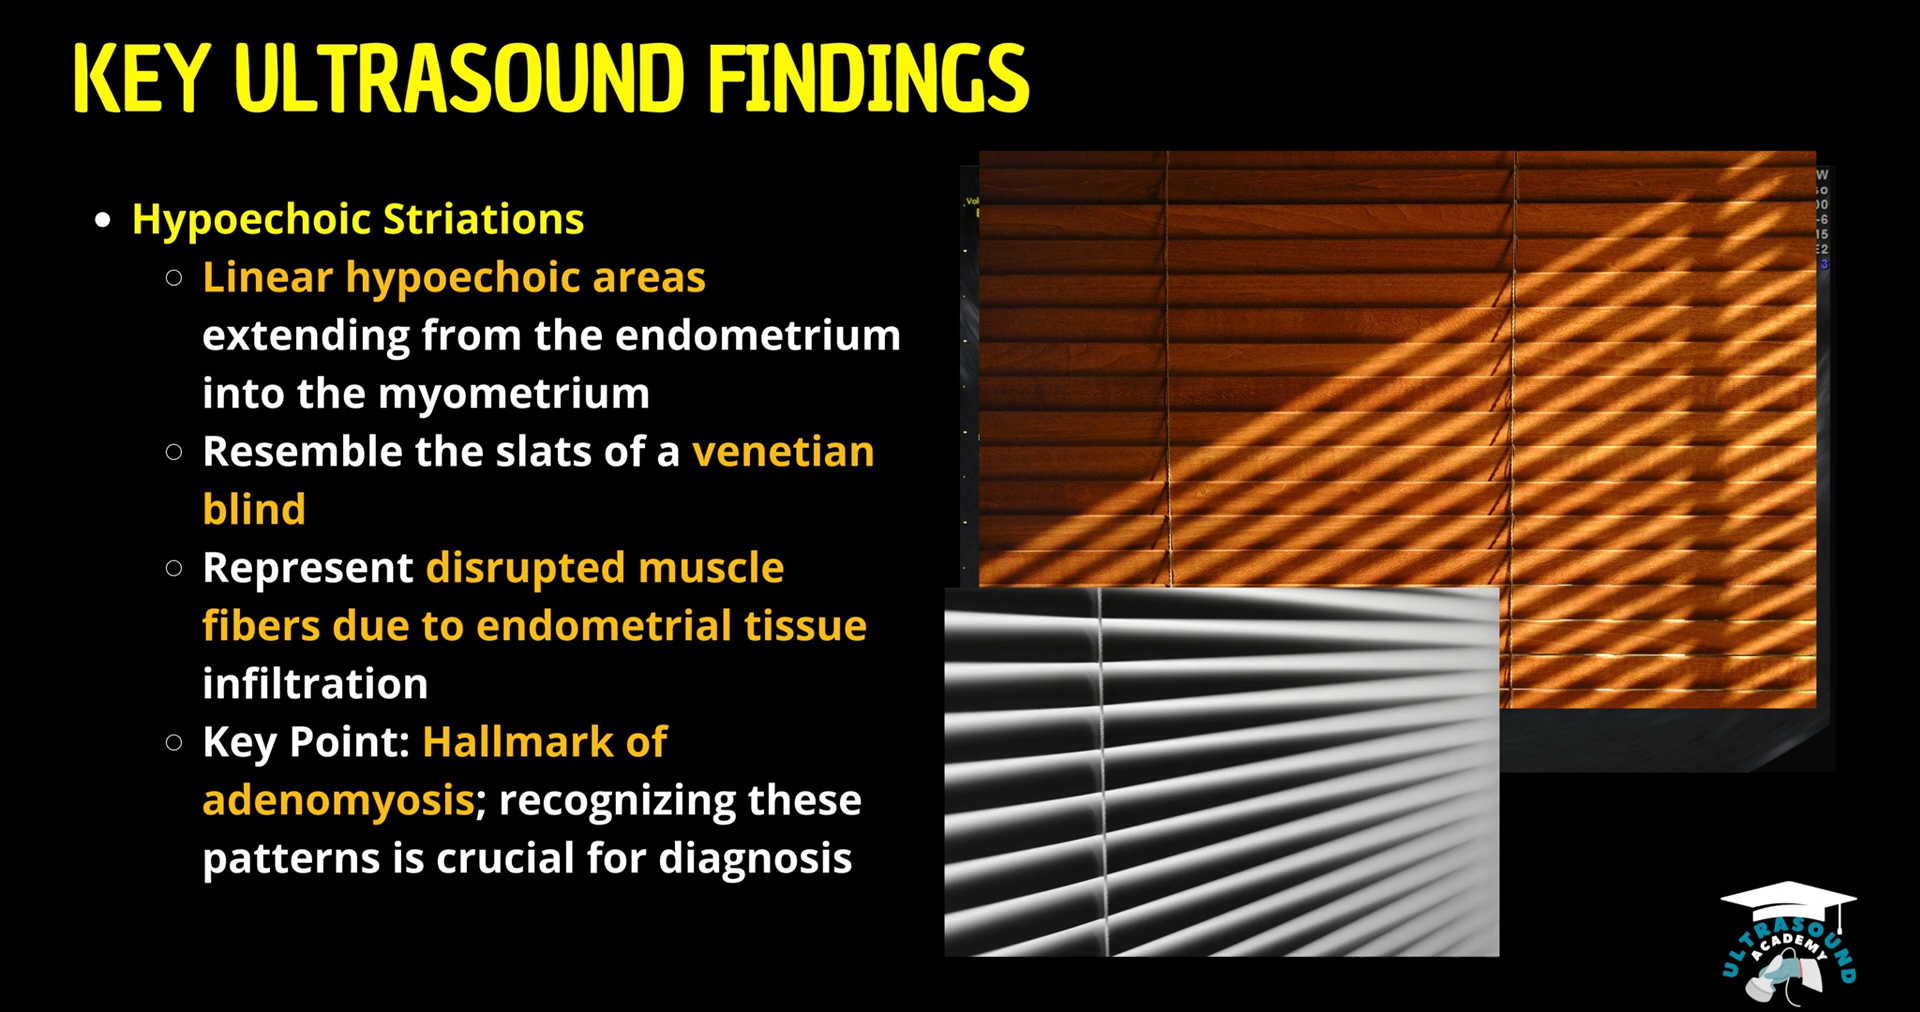 KEY ULTRASOUND FINDINGS
Hypoechoic Striations
Linear hypoechoic areas
extending from the endometrium
into the myometrium
Resemble the slats of a venetian
blind
Represent disrupted muscle
fibers due to endometrial tissue
infiltration
Key Point: Hallmark of
adenomyosis; recognizing these
patterns is crucial for diagnosis
ULTRASOUND
ACADEMY